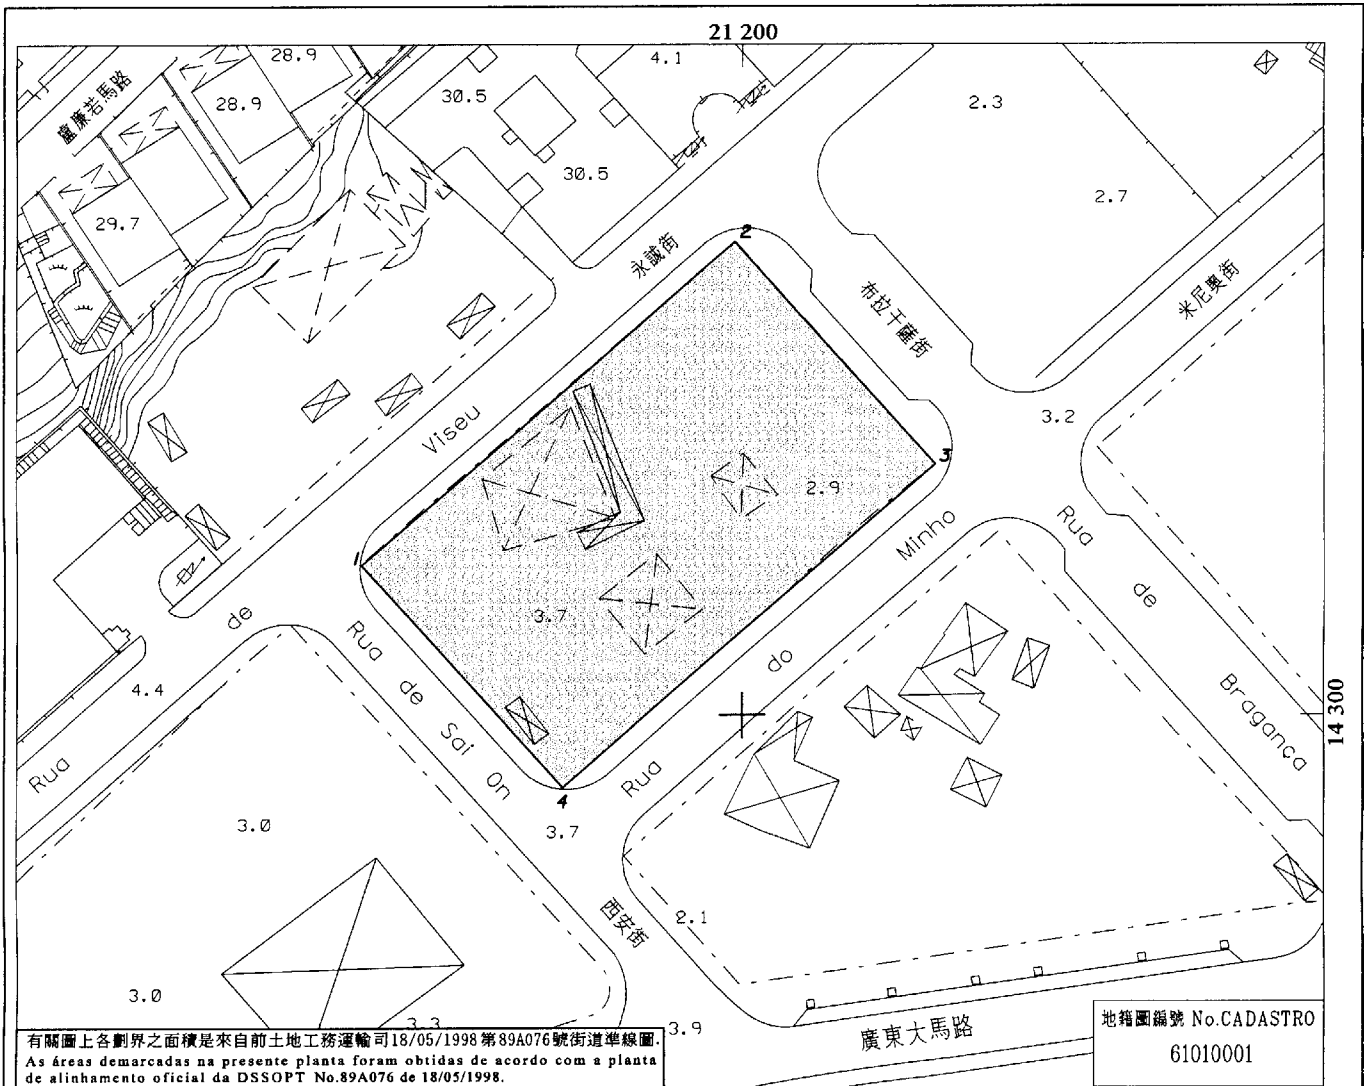 21 200
28.9
4.1
盧廉若馬路
28.9
30.5
2.3
30.5
2.7
29.7
2
永誠街
布拉干薩街
米尼奧街
3.2
Viseu
3
2.9
Minho
Rua
1
de
3.7
de
Rua
do
4.4
de
Bragança
14 300
Rua
Sai
On
Rua
4
3.0
3.7
西安街
2.1
3.0
3.3
3.9
廣東大馬路
有關圖上各劃界之面積是來自前土地工務運輸司18/05/1998第89A076號街道準線圖.
As áreas demarcadas na presente planta foram obtidas de acordo com a planta
de alinhamento oficial da DSSOPT No.89A076 de 18/05/1998.
地籍圖編號 No.CADASTRO
61010001